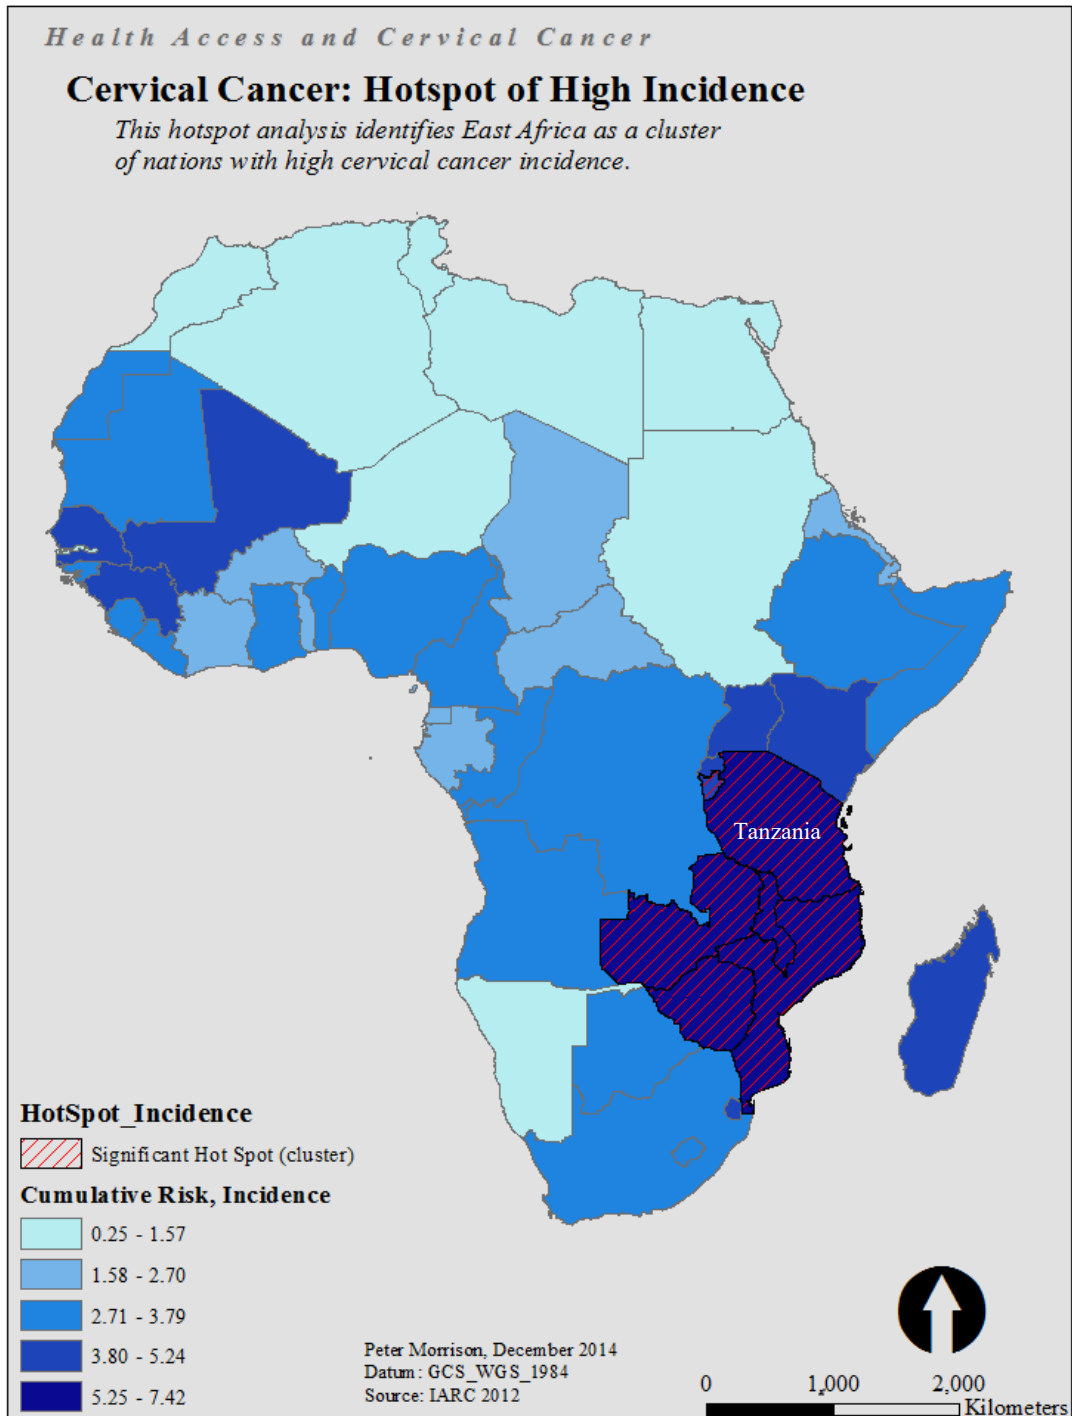 Health Access and Cervical Cancer
Cervical Cancer: Hotspot of High Incidence
This hotspot analysis identifies East Africa as a cluster
of nations with high cervical cancer incidence.
Tanzania
HotSpot_Incidence
Significant Hot Spot (cluster)
Cumulative Risk, Incidence
0.25 - 1.57
1.58 - 2.70
2.71 - 3.79
3.80 - 5.24
5.25 - 7.42
Peter Morrison, December 2014
Datum: GCS_WGS_1984
Source: IARC 2012
0 1,000 2,000
Kilometers